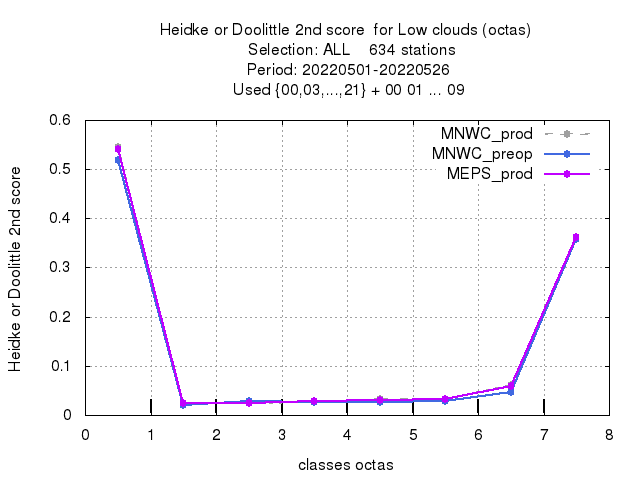 Heidke or Doolittle 2nd score  for Low clouds (octas)
Selection: ALL    634 stations
Period: 20220501-20220526
Used {00,03,...,21} + 00 01 ... 09
MNWC_prod
MNWC_preop
MEPS_prod
Heidke or Doolittle 2nd score
0.6
0.5
0.4
0.3
0.2
0.1
0
0 1 2 3 4 5 6 7 8
classes octas